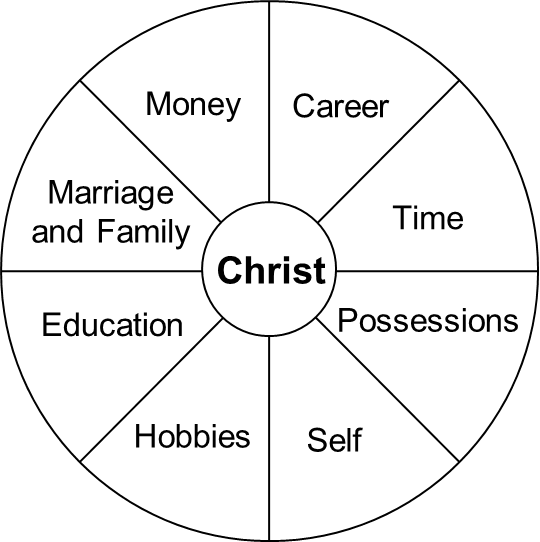 Money
Career
Marriage
and Family
Time
Christ
Education
Possessions
Hobbies
Self